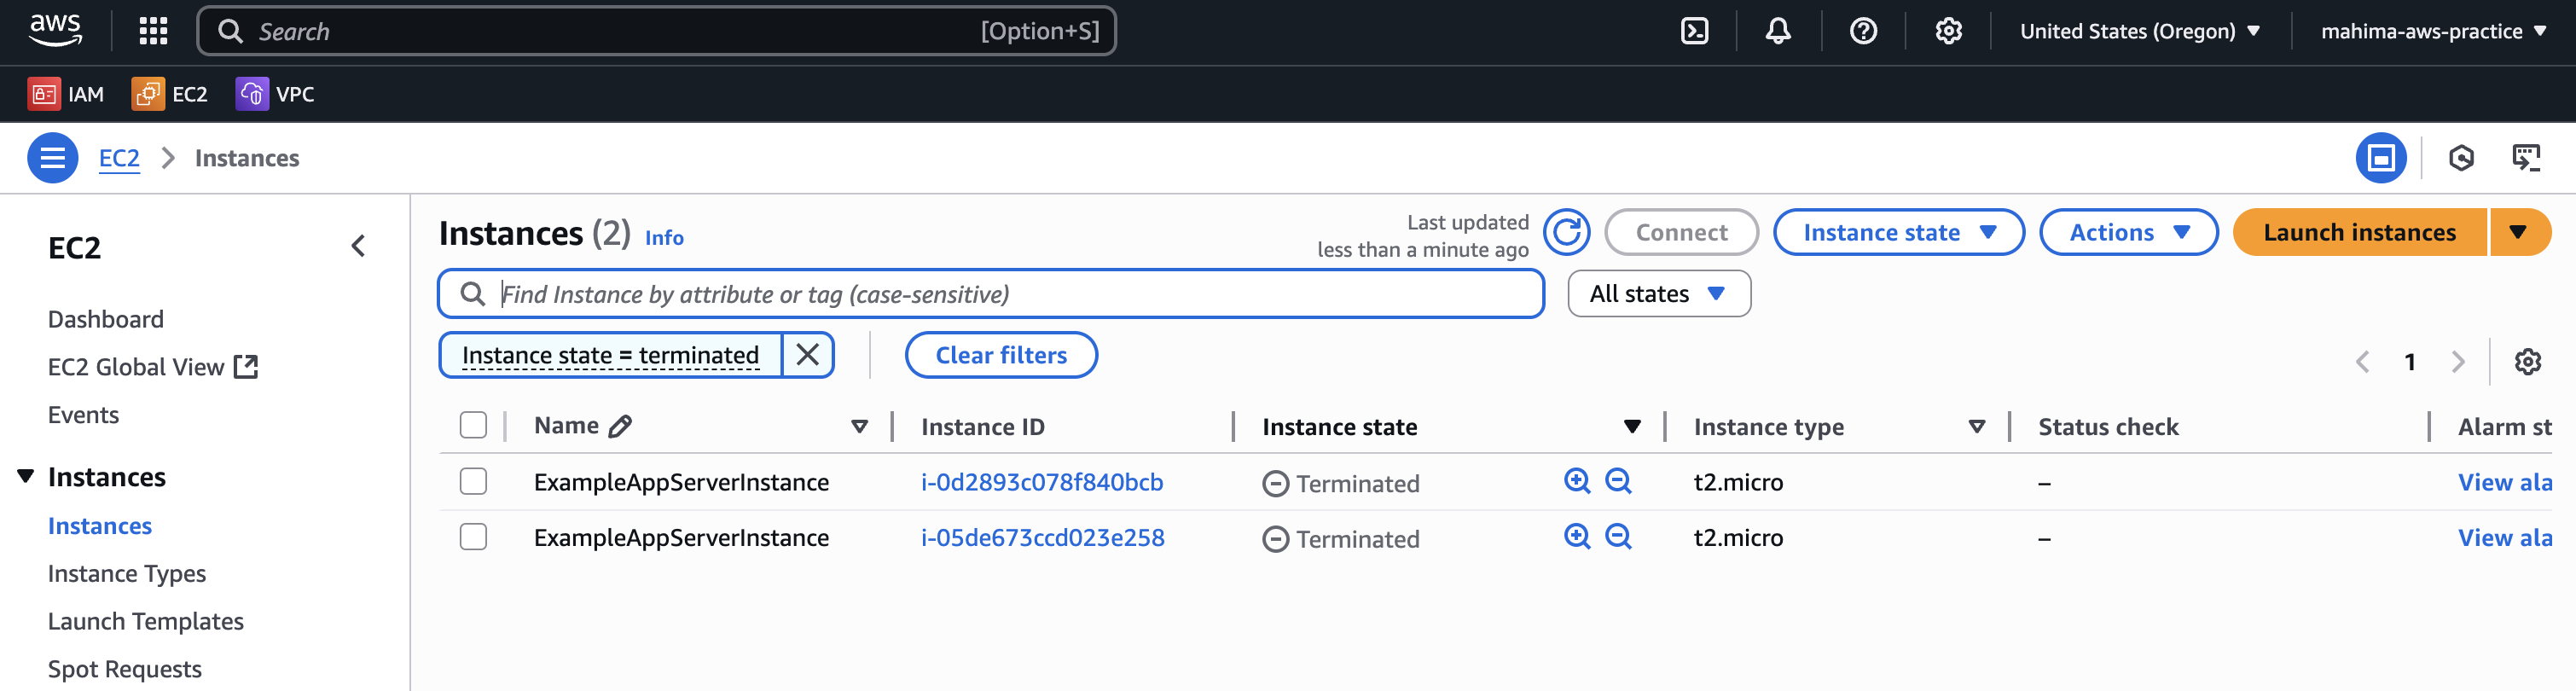 aws
Search [Option+S]
United States (Oregon)
mahima-aws-practice
IAM EC2 VPC
EC2 > Instances
EC2
Dashboard
EC2 Global View
Events
Instances
Instances
Instance Types
Launch Templates
Spot Requests
Instances (2) Info
Last updated
less than a minute ago
Connect
Instance state
Actions
Launch instances
Find Instance by attribute or tag (case-sensitive)
All states
Instance state = terminated
Clear filters
1
Name Instance ID Instance state Instance type Status check Alarm st
ExampleAppServerInstance i-0d2893c078f840bcb Terminated t2.micro – View ala
ExampleAppServerInstance i-05de673ccd023e258 Terminated t2.micro – View ala